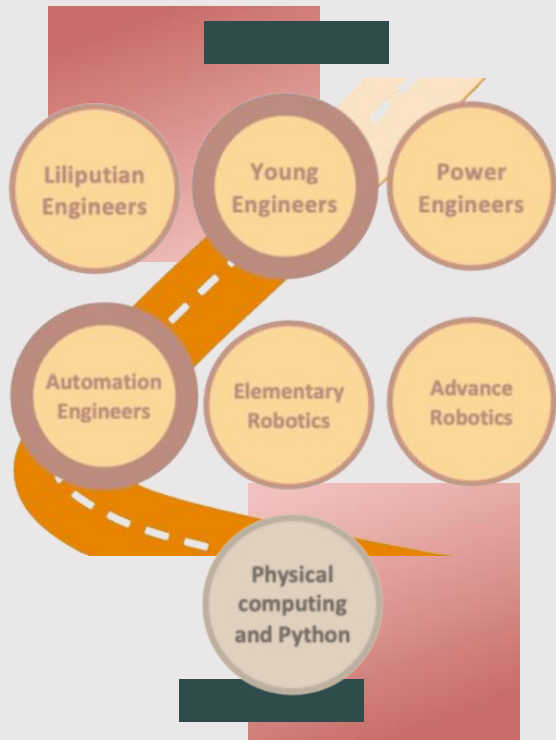 Liliputian
Engineers
Young
Engineers
Power
Engineers
Automation
Engineers
Elementary
Robotics
Advance
Robotics
Physical
computing
and Python